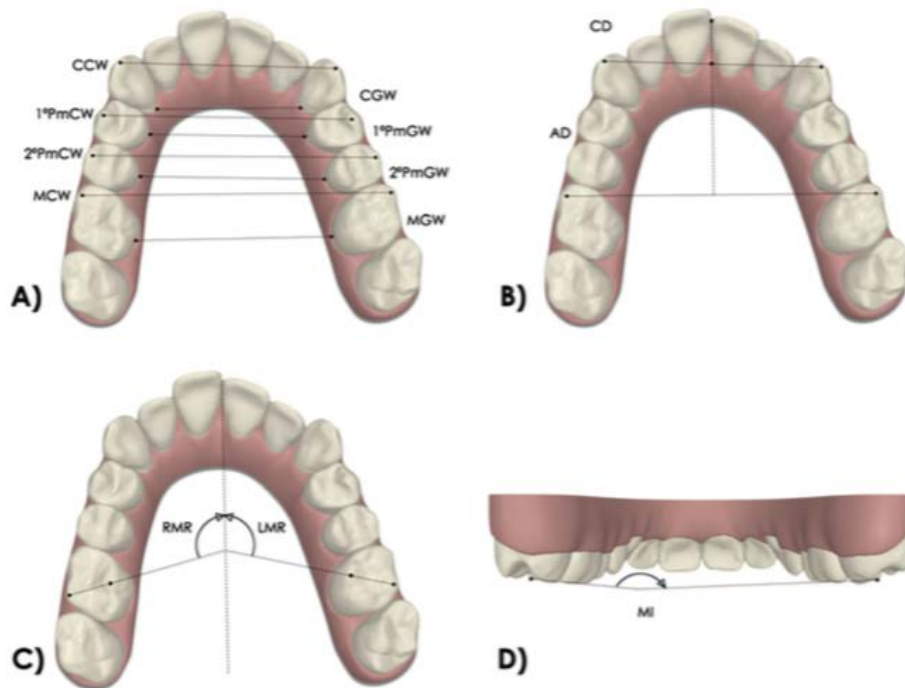 CCW
CGW
1ºPmCW
1ºPmGW
2ºPmCW
2ºPmGW
MCW
MGW
A)
CD
AD
B)
RMR
LMR
C)
MI
D)